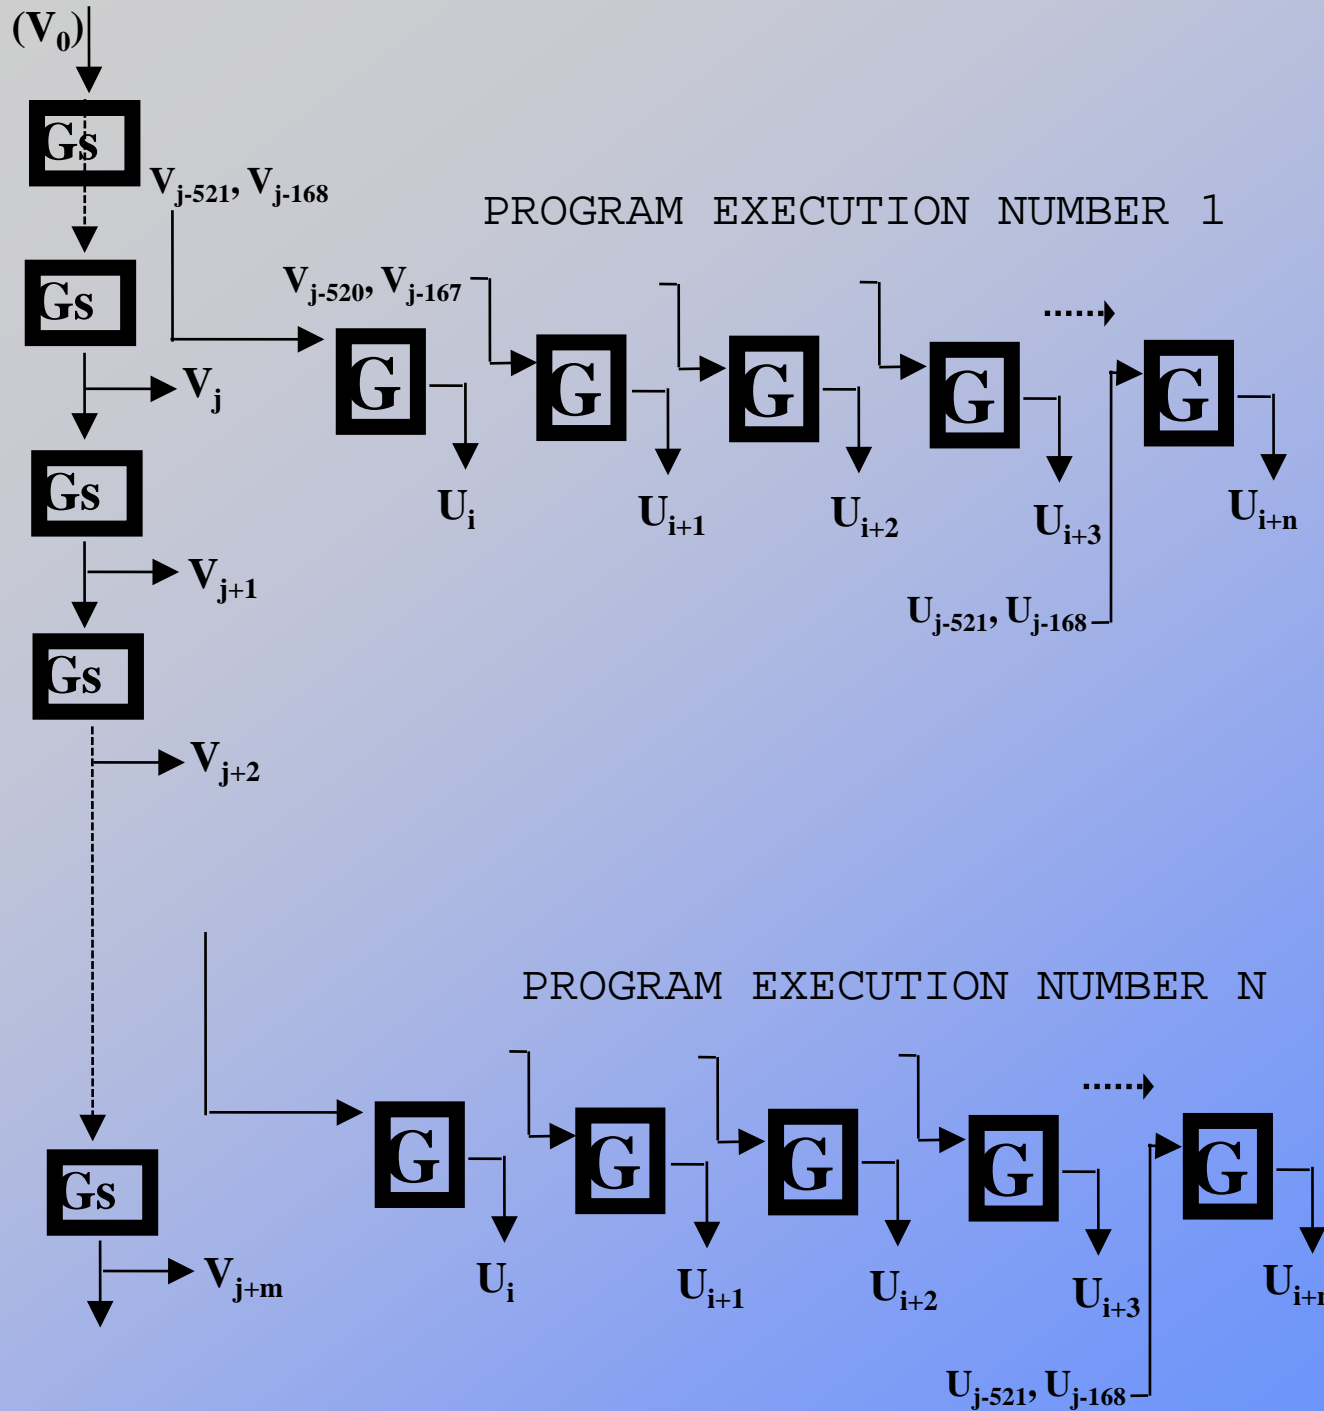 (V0)
Gs
Vj-521, Vj-168
PROGRAM EXECUTION NUMBER 1
Vj-520, Vj-167
Gs
G
G
G
G
G
Vj
Gs
Ui
Ui+1
Ui+2
Ui+3
Ui+n
Vj+1
Uj-521, Uj-168
Gs
Vj+2
PROGRAM EXECUTION NUMBER N
G
G
G
G
G
Gs
Vj+m
Ui
Ui+1
Ui+2
Ui+3
Ui+n
Uj-521, Uj-168